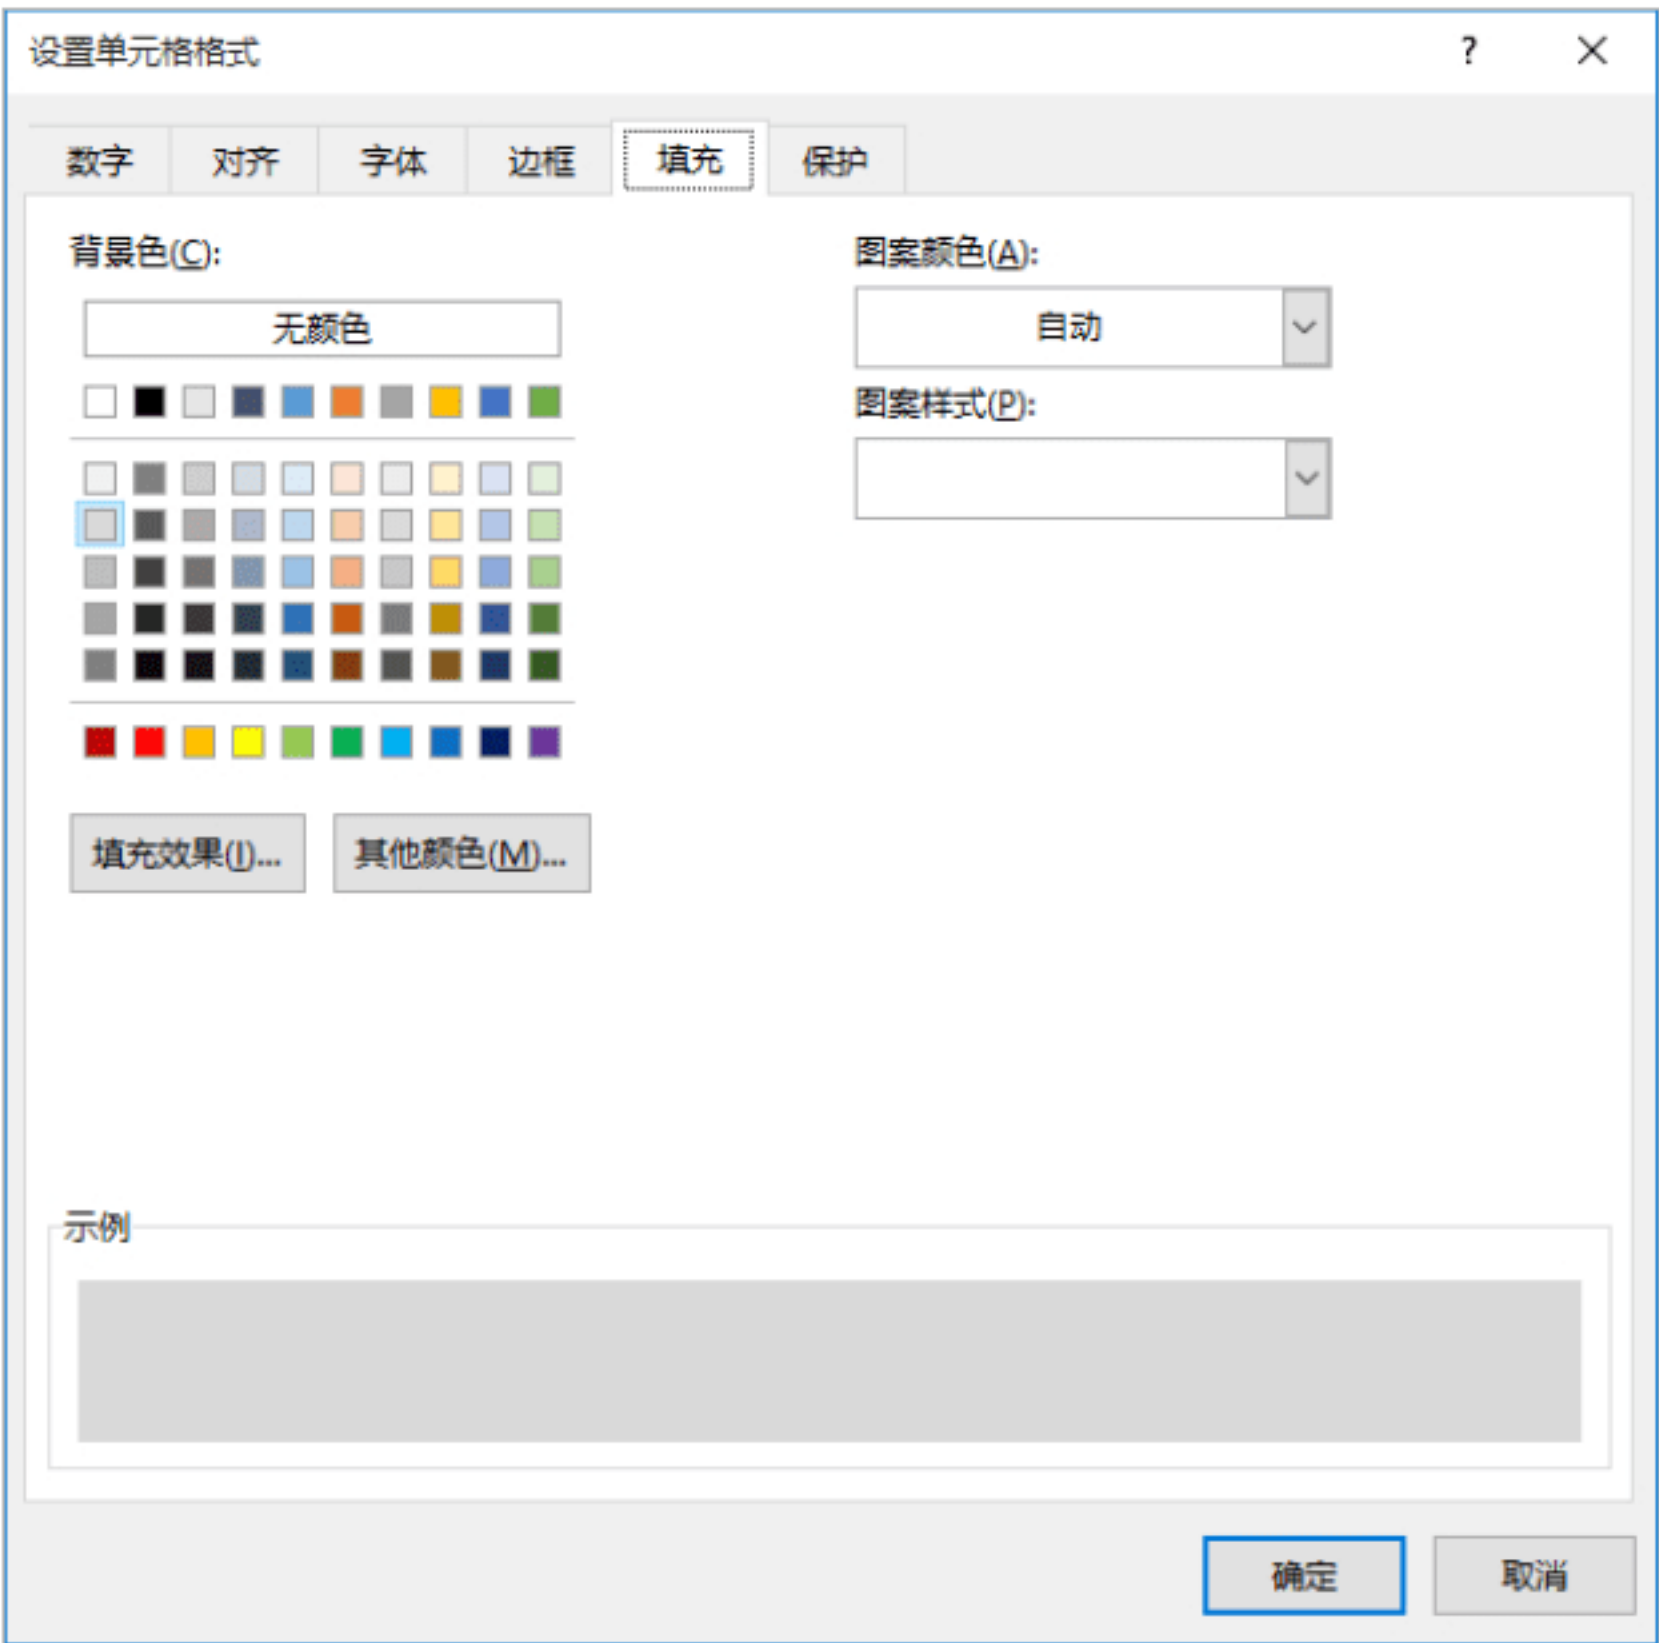 设置单元格格式 ?
数字 对齐 字体 边框 填充 保护
背景色(C):
无颜色
图案颜色(A):
自动
图案样式(P):
填充效果(I)... 其他颜色(M)...
示例
确定 取消